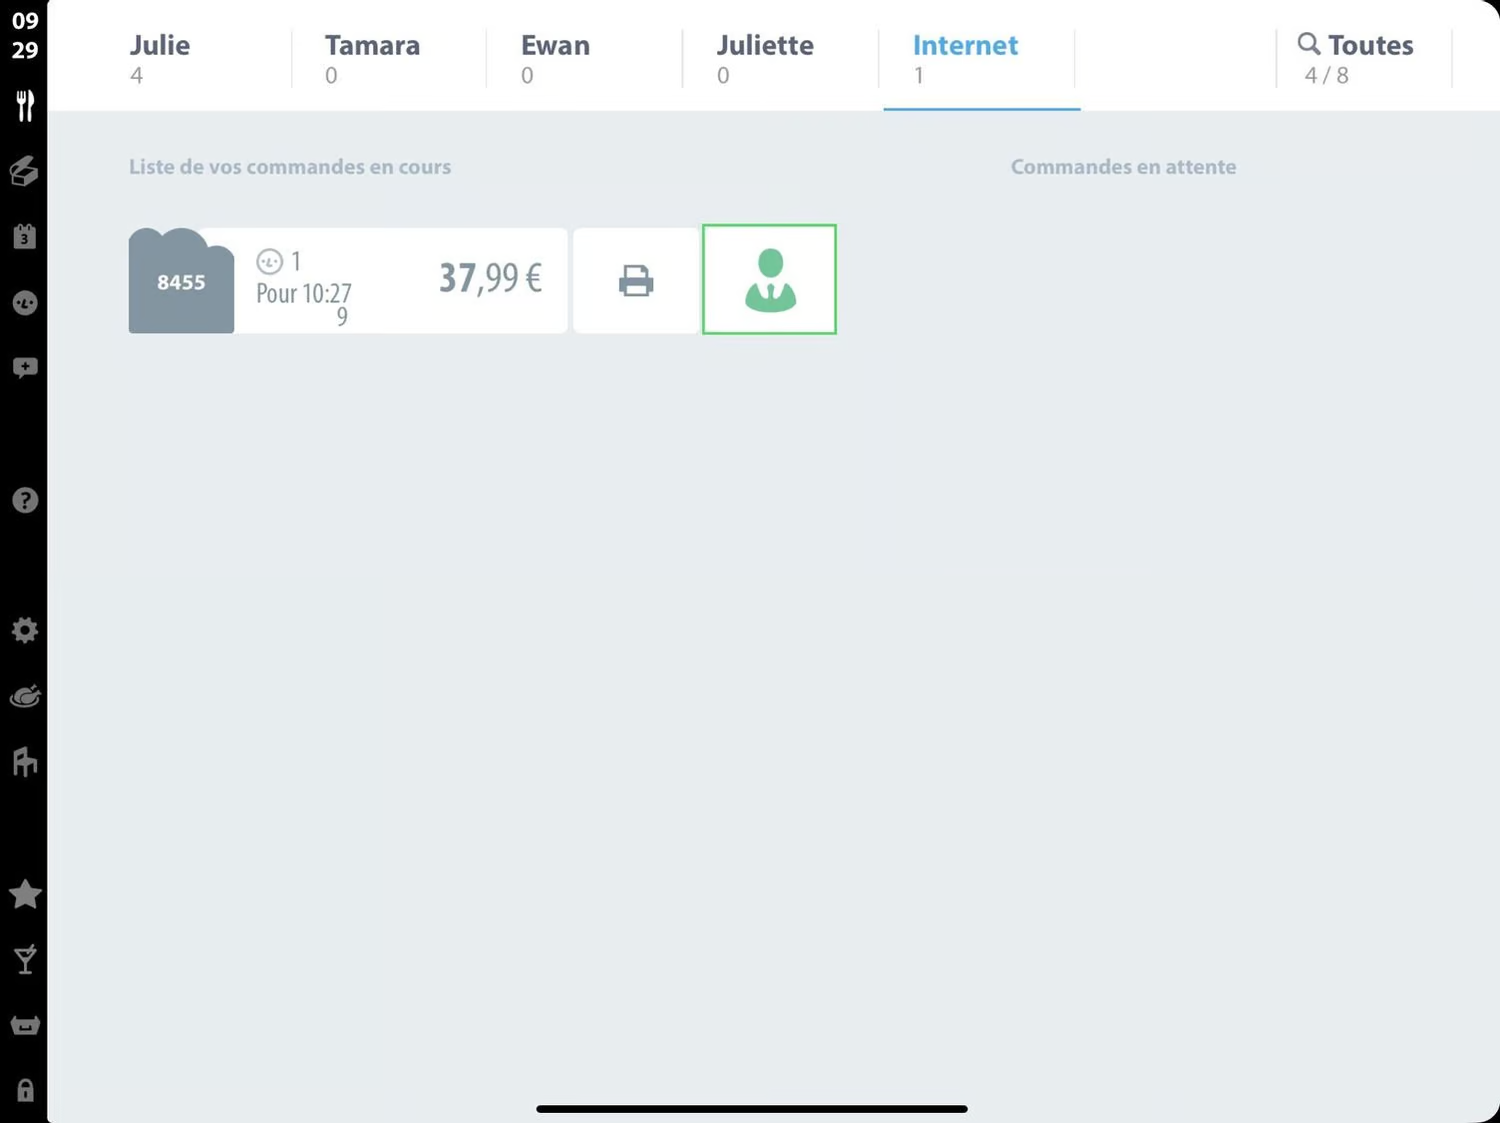 09
29
Julie
4
Tamara
0
Ewan
0
Juliette
0
Internet
1
Toutes
4 / 8
Liste de vos commandes en cours
Commandes en attente
8455
1
Pour 10:27
9
37,99 €
3
?